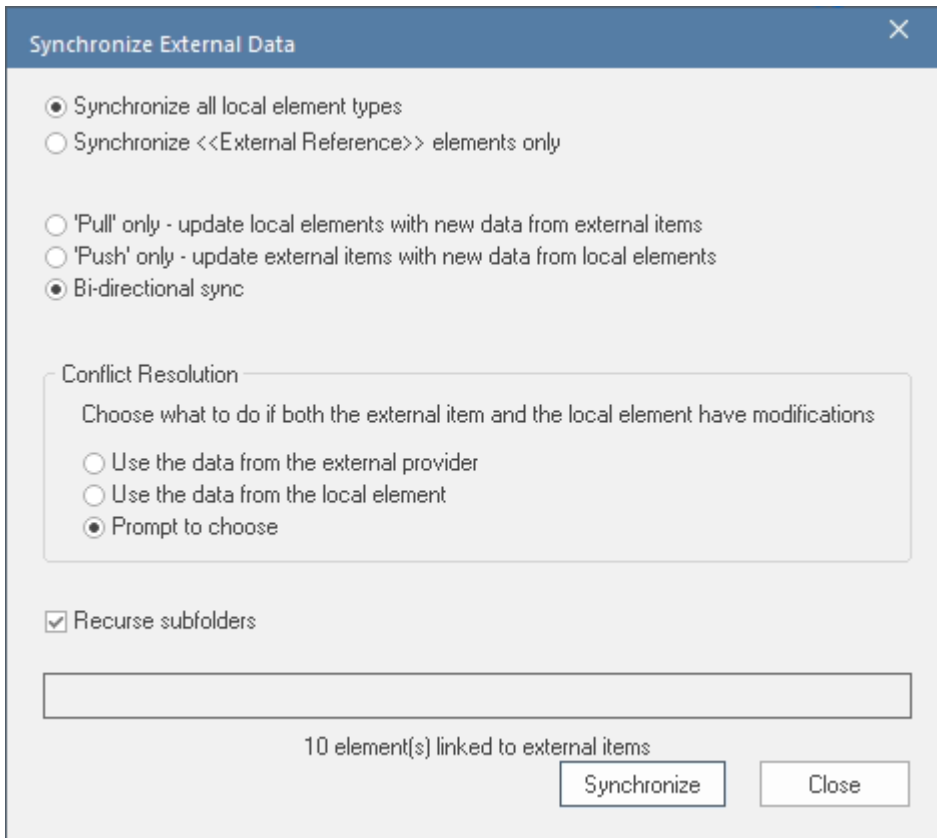 Synchronize External Data
Synchronize all local element types
Synchronize <<External Reference>> elements only
'Pull' only - update local elements with new data from external items
'Push' only - update external items with new data from local elements
Bi-directional sync
Conflict Resolution
Choose what to do if both the external item and the local element have modifications
Use the data from the external provider
Use the data from the local element
Prompt to choose
Recurse subfolders
10 element(s) linked to external items
Synchronize
Close